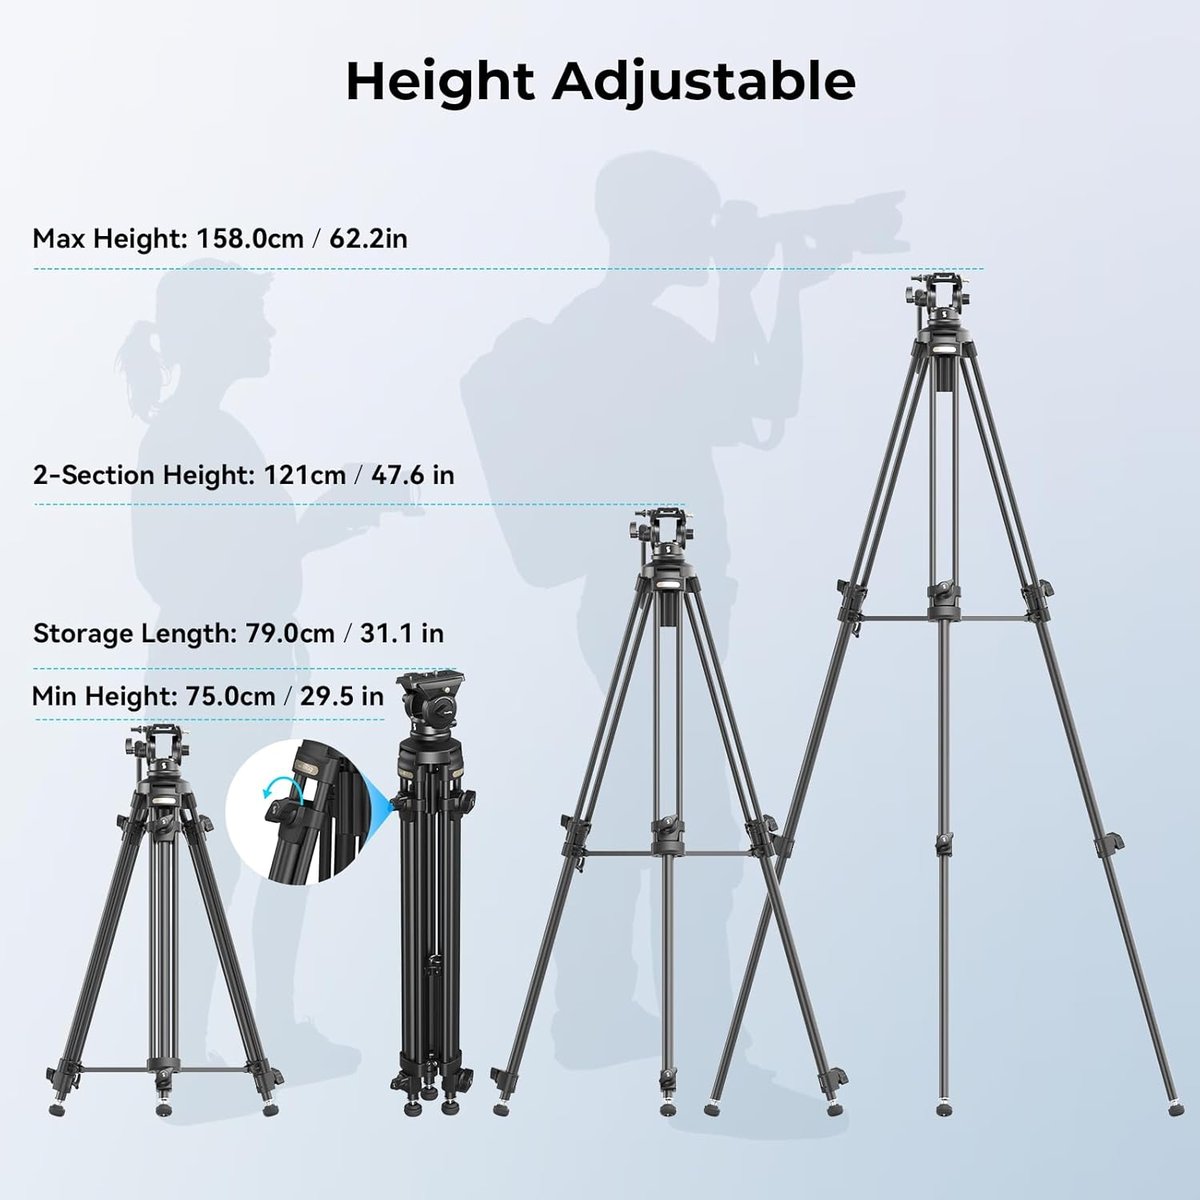 Height Adjustable
Max Height: 158.0cm / 62.2in
2-Section Height: 121cm / 47.6 in
Storage Length: 79.0cm / 31.1 in
Min Height: 75.0cm / 29.5 in